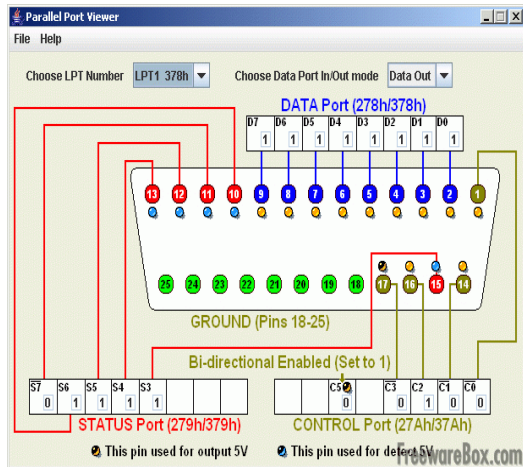 Parallel Port Viewer
File Help
Choose LPT Number LPT1 378h Choose Data Port In/Out mode Data Out
DATA Port (278h/378h)
D7 D6 D5 D4 D3 D2 D1 D0
1 1 1 1 1 1 1 1
13 12 11 10 9 8 7 6 5 4 3 2 1
25 24 23 22 21 20 19 18 17 16 15 14
GROUND (Pins 18-25)
Bi-directional Enabled (Set to 1)
S7 S6 S5 S4 S3 C5 C3 C2 C1 C0
0 1 1 1 1 0 0 1 0 0
STATUS Port (279h/379h) CONTROL Port (27Ah/37Ah)
This pin used for output 5V This pin used for defect 5V
FreewareBox.com